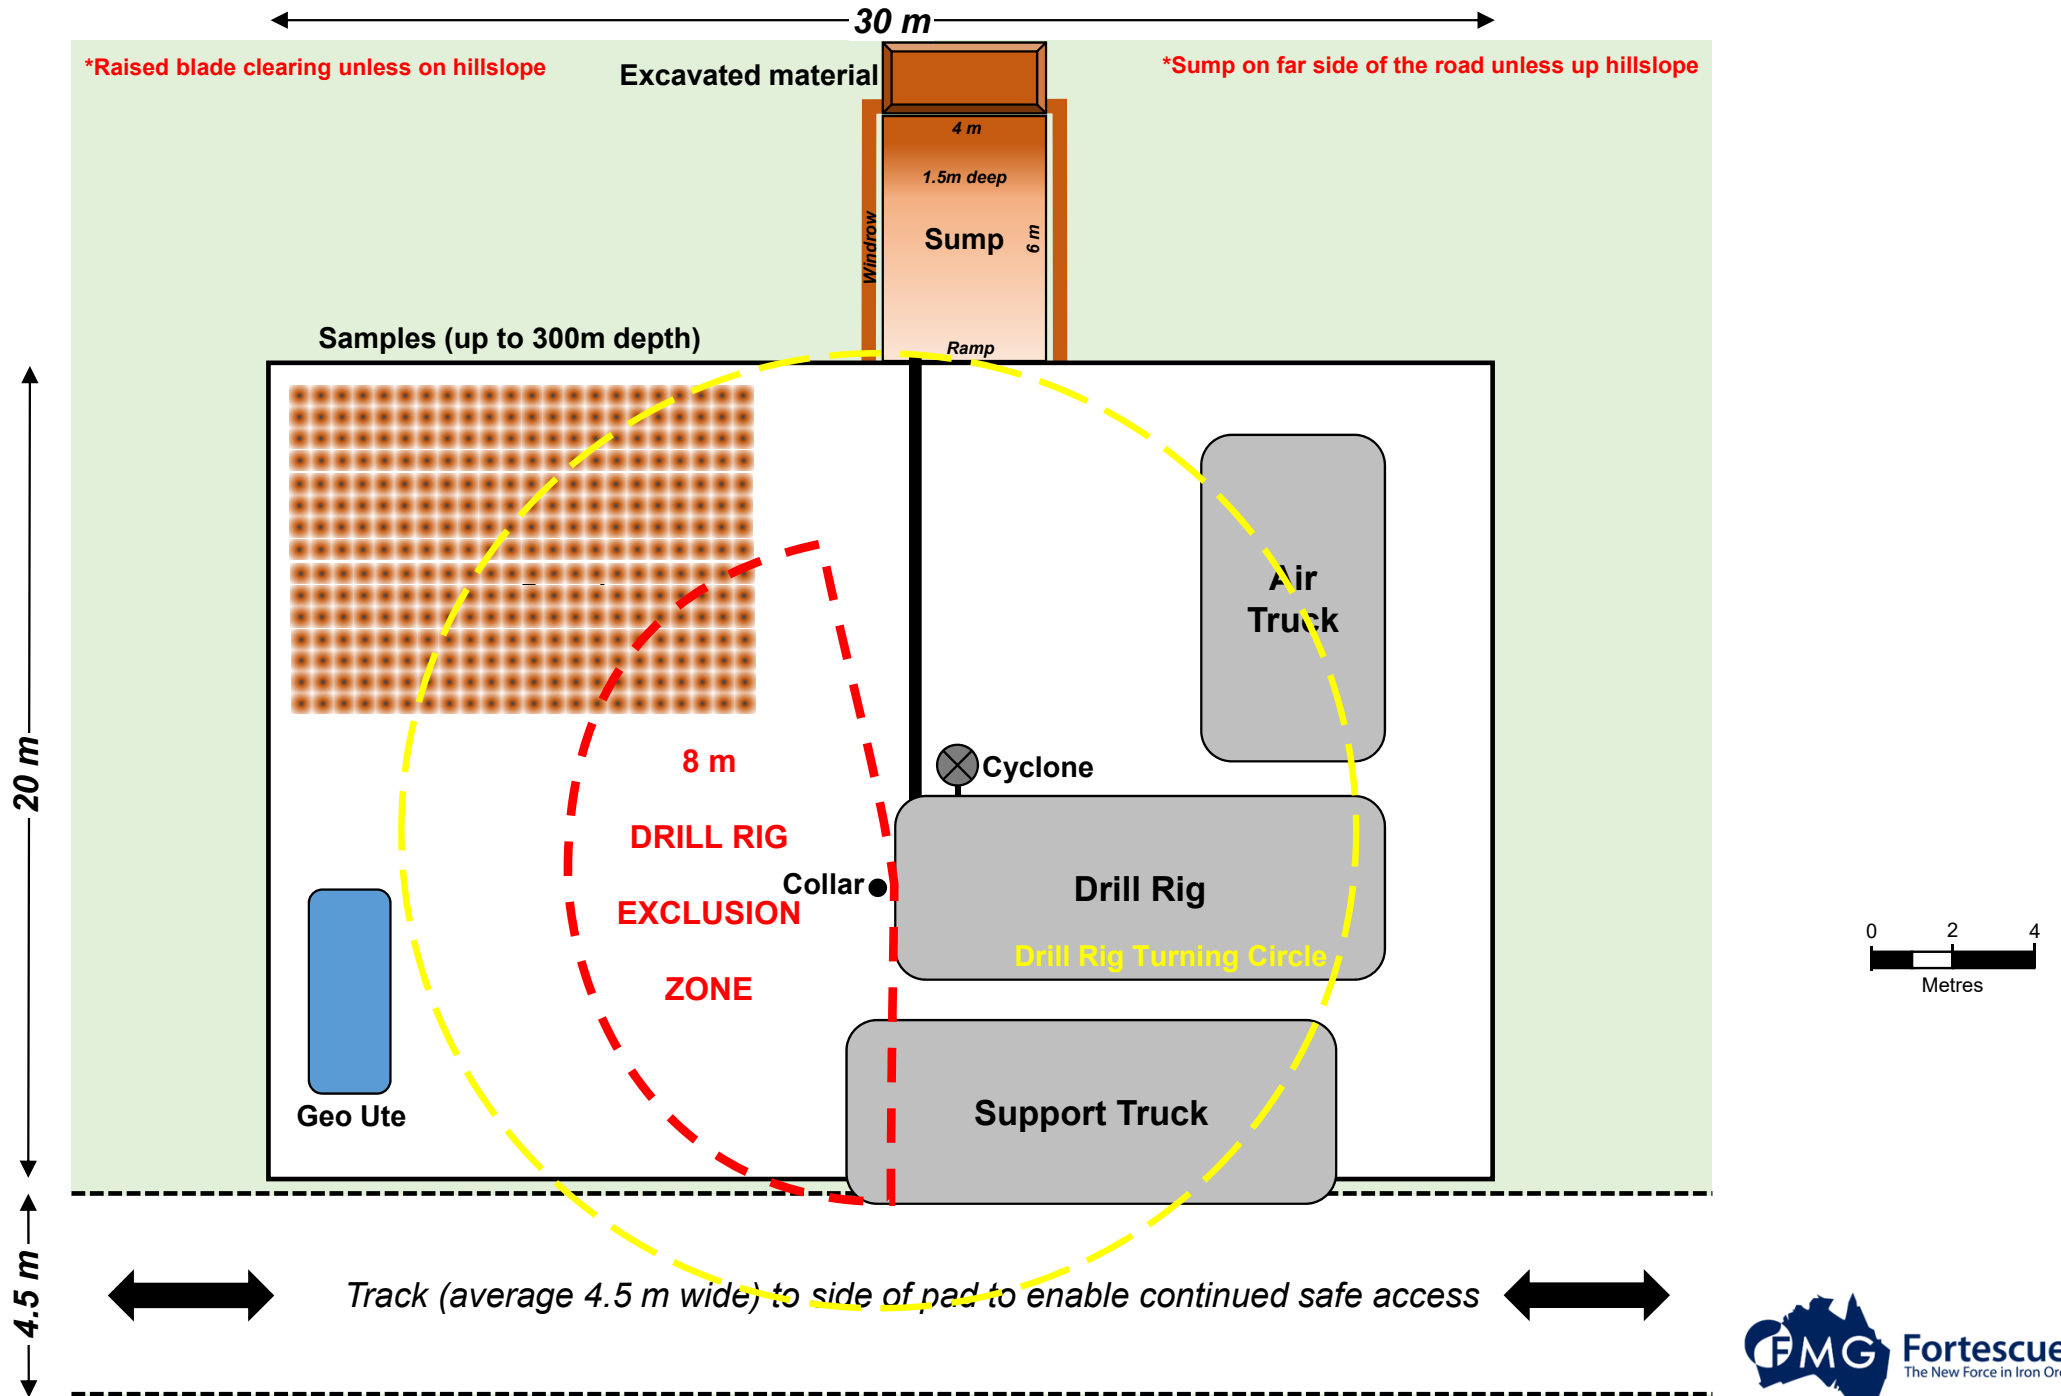 30 m
*Raised blade clearing unless on hillslope
Excavated material
*Sump on far side of the road unless up hillslope
4 m
1.5m deep
Windrow
Sump
6 m
Samples (up to 300m depth)
Ramp
Air
Truck
20 m
8 m
Cyclone
DRILL RIG
Collar
Drill Rig
EXCLUSION
Drill Rig Turning Circle
ZONE
0 2 4
Metres
Geo Ute
Support Truck
4.5 m
Track (average 4.5 m wide) to side of pad to enable continued safe access
FMG
Fortescue
The New Force in Iron Ore